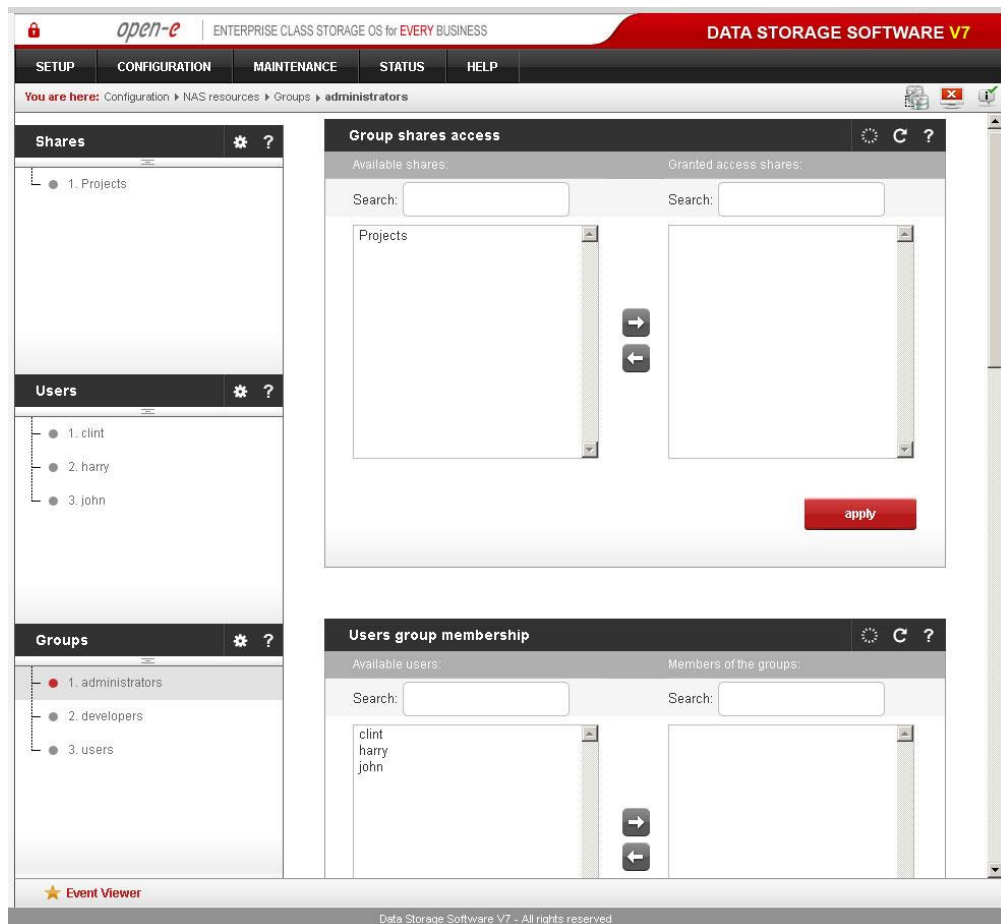 open-e ENTERPRISE CLASS STORAGE OS for EVERY BUSINESS DATA STORAGE SOFTWARE V7
SETUP CONFIGURATION MAINTENANCE STATUS HELP
You are here: Configuration ▸ NAS resources ▸ Groups ▸ administrators
Shares ?
1. Projects
Users ?
1. clint
2. harry
3. john
Groups ?
1. administrators
2. developers
3. users
Group shares access ?
Available shares: Granted access shares:
Search: Search:
Projects
apply
Users group membership ?
Available users: Members of the groups:
Search: Search:
clint
harry
john
Event Viewer
Data Storage Software V7 - All rights reserved